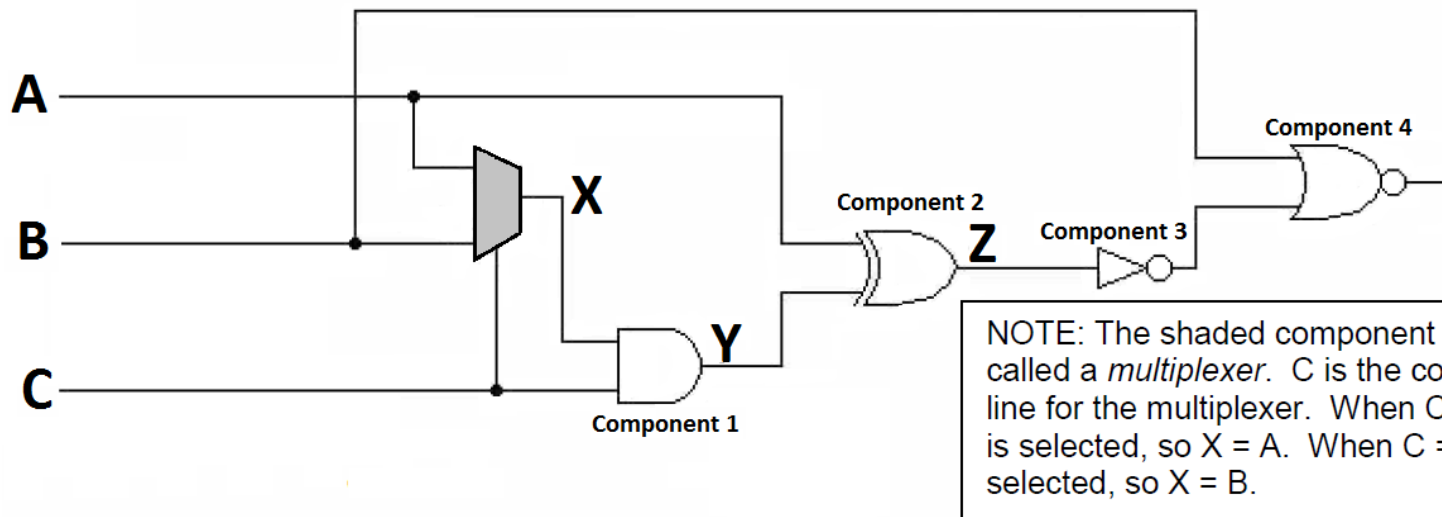 A
Component 4
X
Component 2
B
Z
Component 3
Y
NOTE: The shaded component
called a multiplexer. C is the co
line for the multiplexer. When C
is selected, so X = A. When C =
selected, so X = B.
C
Component 1